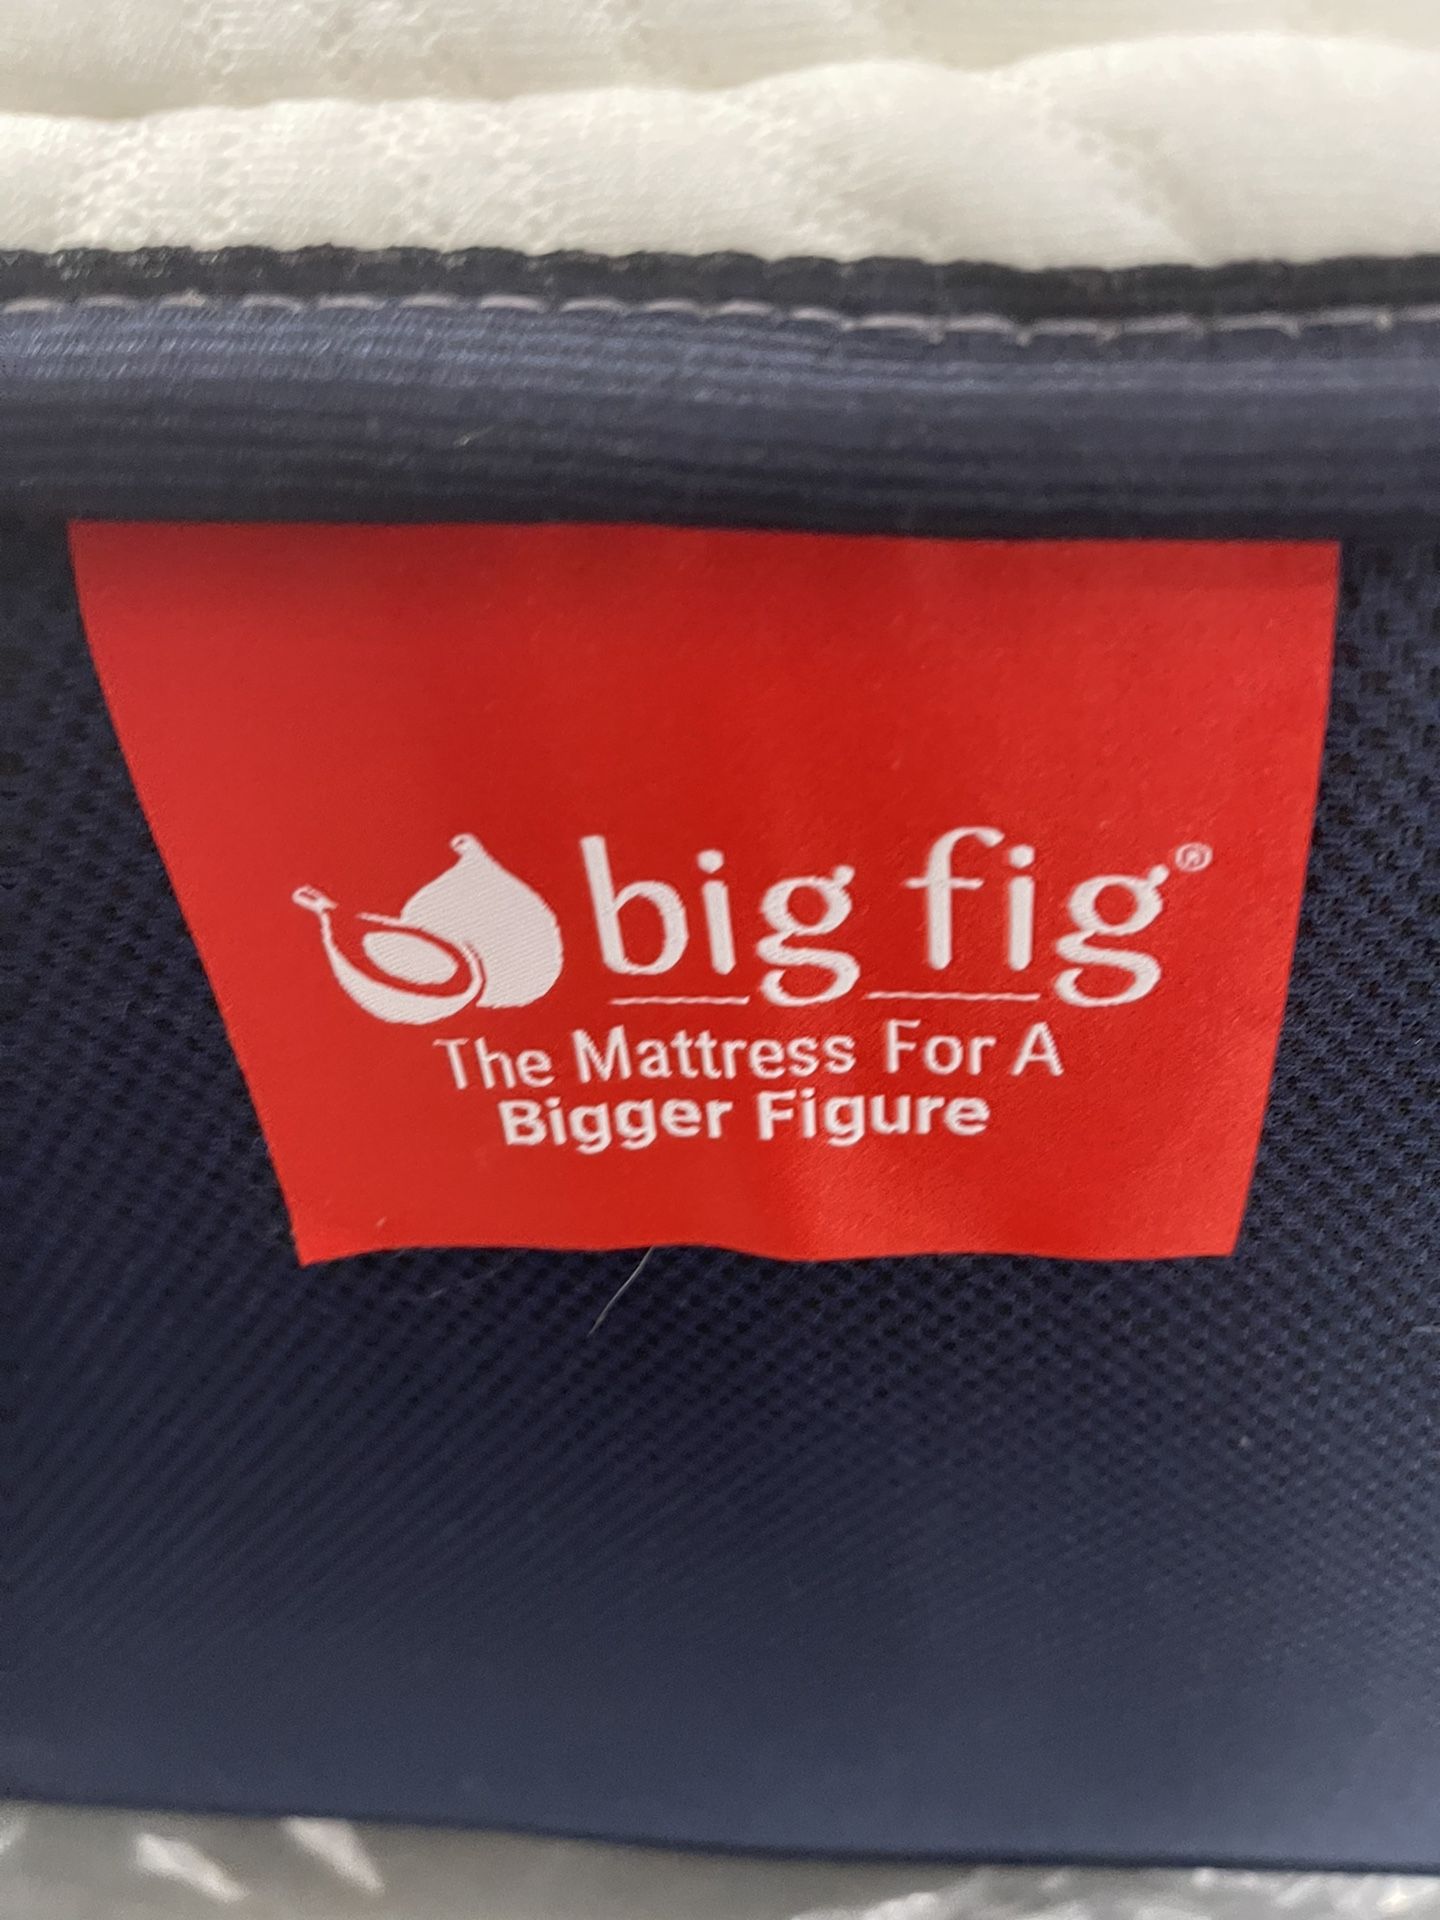 big fig®
The Mattress For A
Bigger Figure